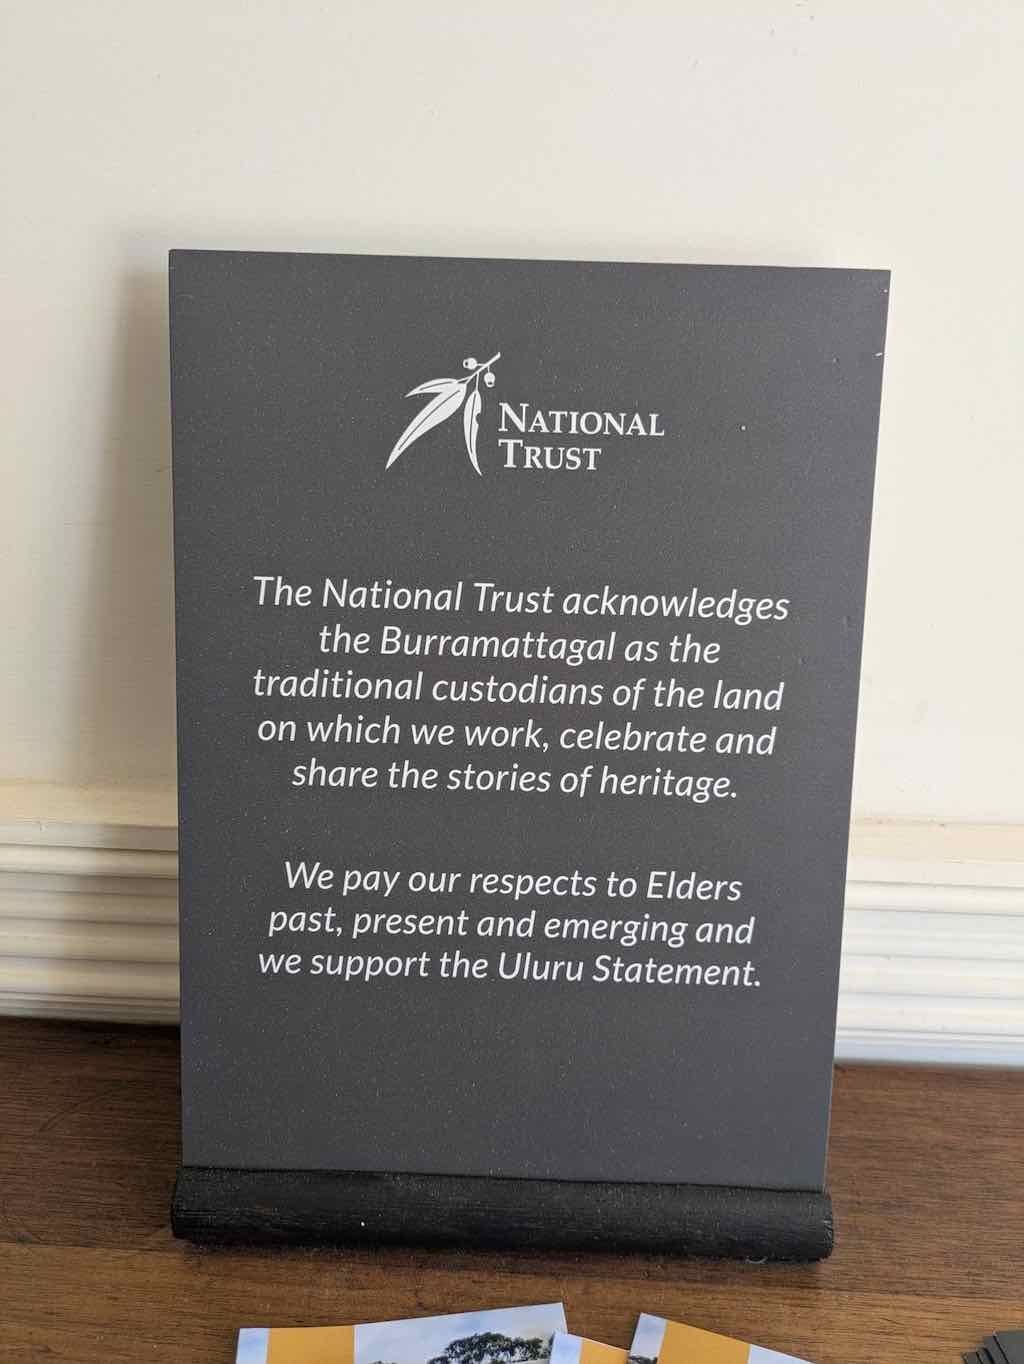 NATIONAL
TRUST
The National Trust acknowledges
the Burramattagal as the
traditional custodians of the land
on which we work, celebrate and
share the stories of heritage.
We pay our respects to Elders
past, present and emerging and
we support the Uluru Statement.